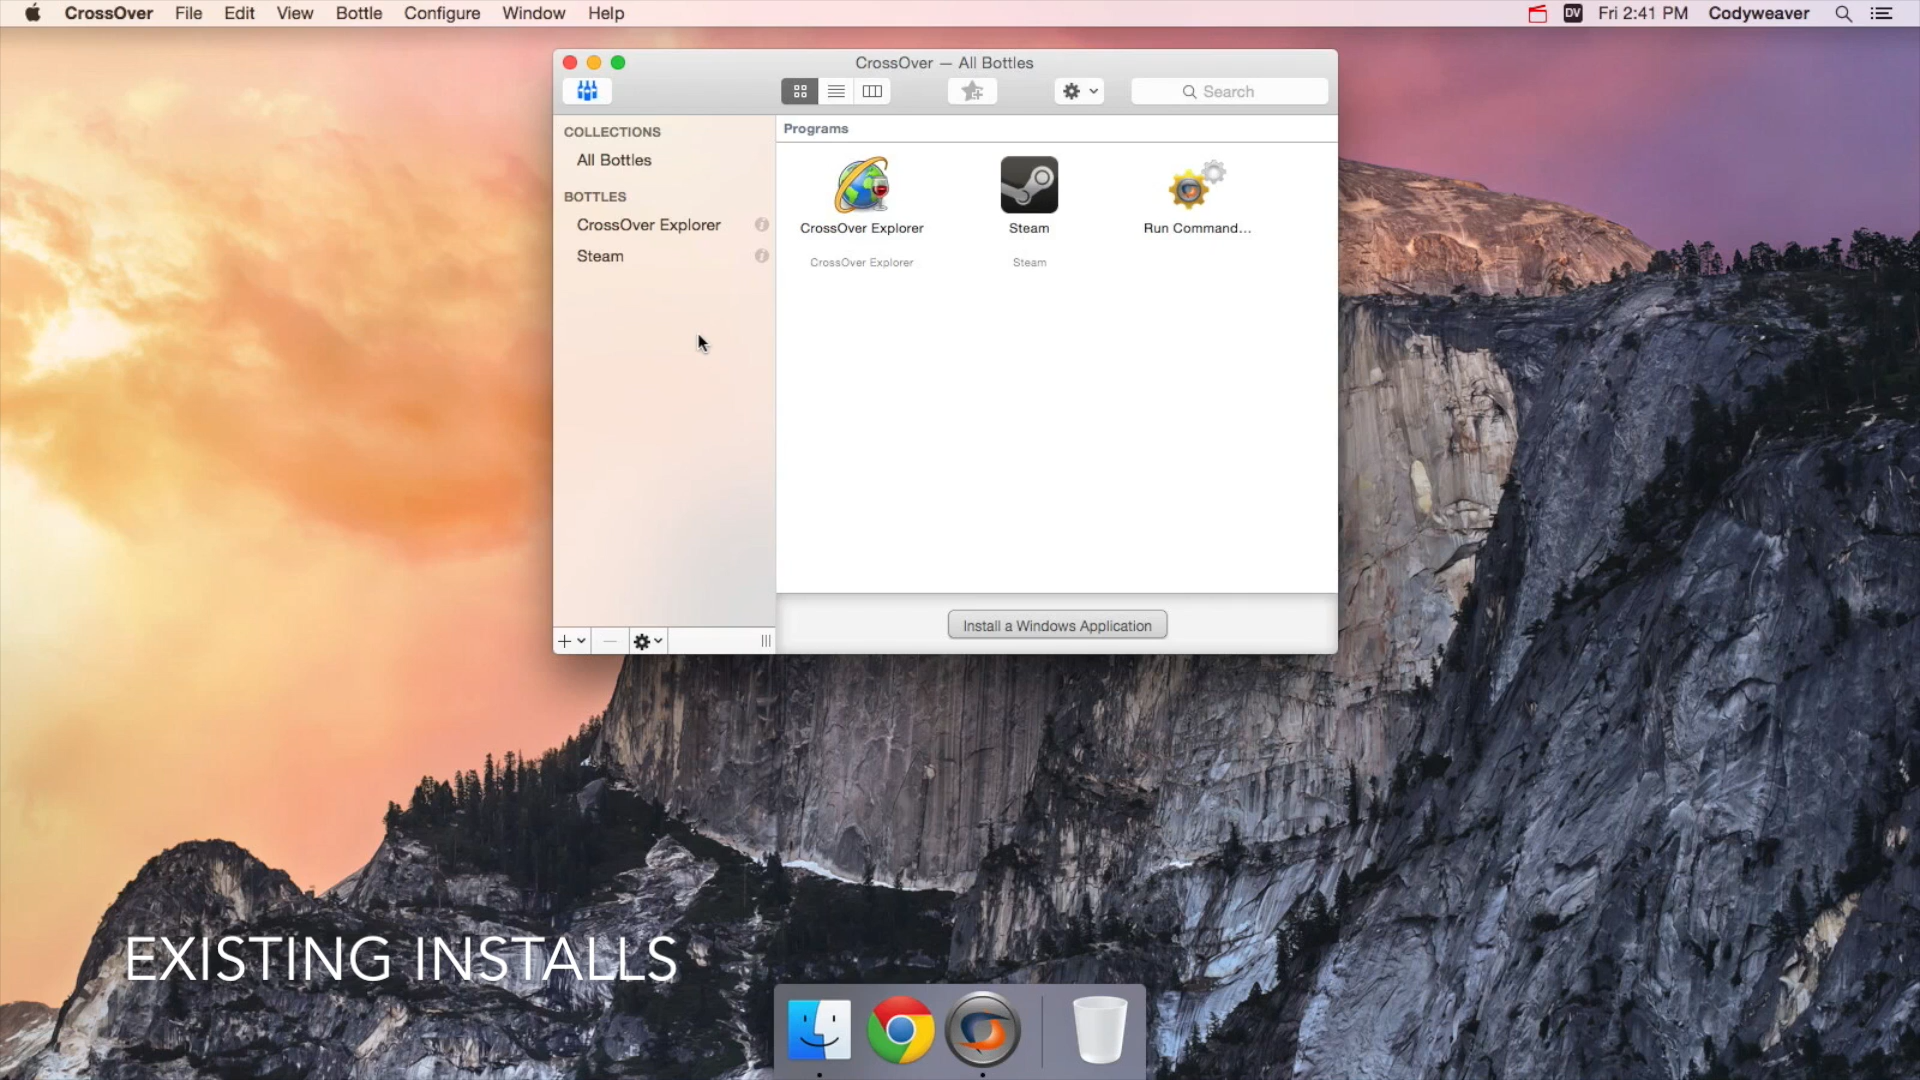 CrossOver File Edit View Bottle Configure Window Help
DV Fri 2:41 PM Codyweaver
CrossOver — All Bottles
Search
COLLECTIONS
All Bottles
BOTTLES
CrossOver Explorer
Steam
Programs
CrossOver Explorer Steam Run Command...
CrossOver Explorer Steam
Install a Windows Application
EXISTING INSTALLS